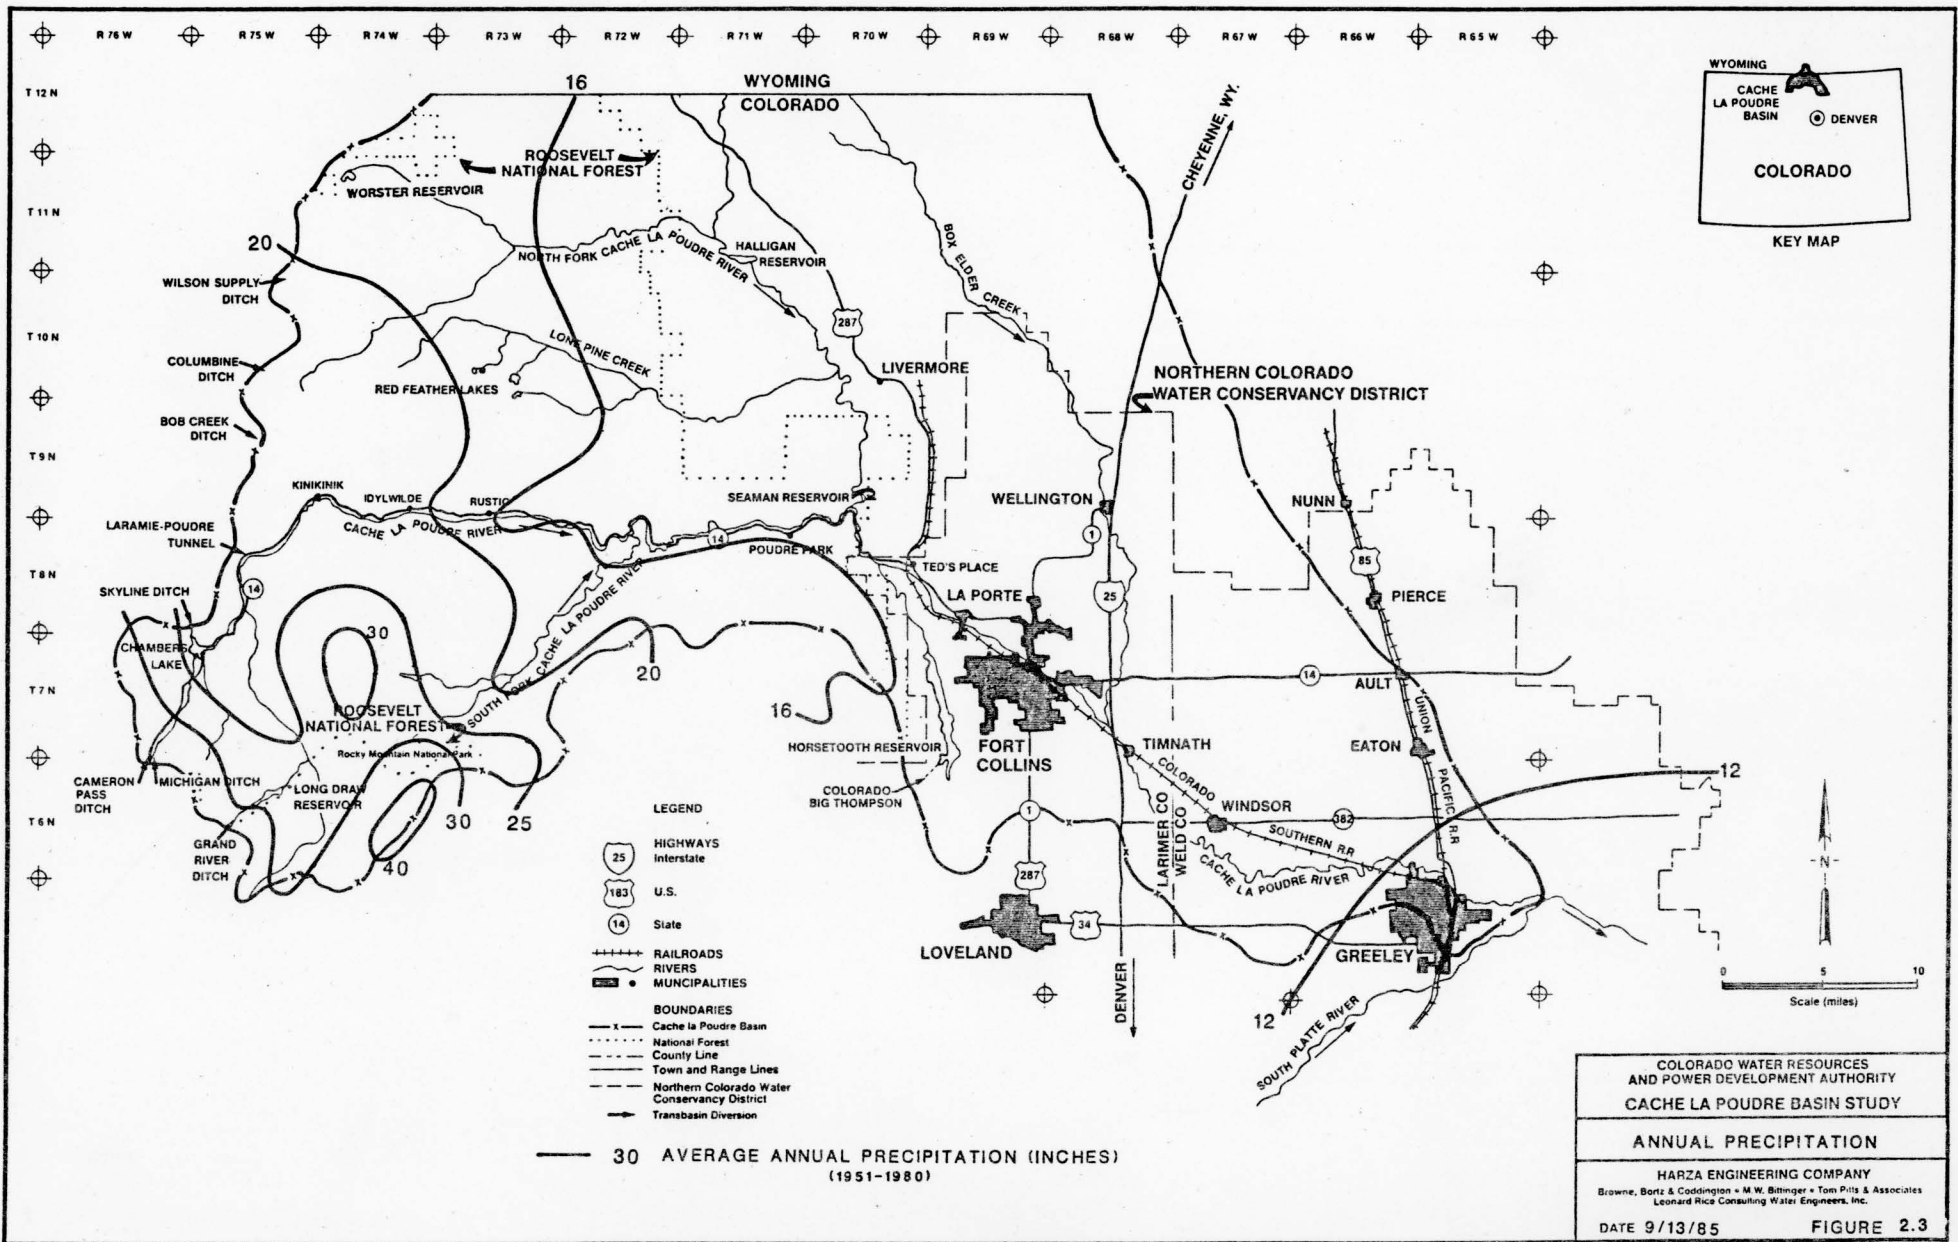 R 76 W
R 75 W
R 74 W
R 73 W
R 72 W
R 71 W
R 70 W
R 69 W
R 68 W
R 67 W
R 66 W
R 65 W
T 12 N
T 11 N
T 10 N
T 9 N
T 8 N
T 7 N
T 6 N
WYOMING
COLORADO
16
CHEYENNE, WY.
WYOMING
CACHE
LA POUDRE
BASIN
DENVER
COLORADO
KEY MAP
ROOSEVELT
NATIONAL FOREST
WORSTER RESERVOIR
20
WILSON SUPPLY
DITCH
NORTH FORK CACHE LA POUDRE RIVER
HALLIGAN
RESERVOIR
BOX ELDER CREEK
287
COLUMBINE
DITCH
LONE PINE CREEK
RED FEATHER LAKES
LIVERMORE
NORTHERN COLORADO
WATER CONSERVANCY DISTRICT
BOB CREEK
DITCH
KINIKINIK
IDYLWILDE
RUSTIC
SEAMAN RESERVOIR
WELLINGTON
NUNN
LARAMIE-POUDRE
TUNNEL
CACHE LA POUDRE RIVER
14
POUDRE PARK
1
85
TED'S PLACE
SKYLINE DITCH
14
LA PORTE
25
PIERCE
CHAMBERS
LAKE
30
SOUTH FORK CACHE LA POUDRE RIVER
20
14
AULT
16
ROOSEVELT
NATIONAL FOREST
Rocky Mountain National Park
HORSETOOTH RESERVOIR
FORT
COLLINS
TIMNATH
EATON
UNION PACIFIC R.R
CAMERON
PASS
DITCH
MICHIGAN DITCH
LONG DRAW
RESERVOIR
COLORADO
BIG THOMPSON
COLORADO SOUTHERN R.R
WINDSOR
12
382
1
30
25
GRAND
RIVER
DITCH
40
LARIMER CO
WELD CO
CACHE LA POUDRE RIVER
287
LOVELAND
34
GREELEY
DENVER
12
SOUTH PLATTE RIVER
LEGEND
HIGHWAYS
25
Interstate
183
U.S.
14
State
RAILROADS
RIVERS
MUNCIPALITIES
BOUNDARIES
Cache la Poudre Basin
National Forest
County Line
Town and Range Lines
Northern Colorado Water
Conservancy District
Transbasin Diversion
30 AVERAGE ANNUAL PRECIPITATION (INCHES)
(1951-1980)
N
0 5 10
Scale (miles)
COLORADO WATER RESOURCES
AND POWER DEVELOPMENT AUTHORITY
CACHE LA POUDRE BASIN STUDY
ANNUAL PRECIPITATION
HARZA ENGINEERING COMPANY
Browne, Bortz & Coddington • M.W. Bittinger • Tom Pitts & Associates
Leonard Rice Consulting Water Engineers, Inc.
DATE 9/13/85
FIGURE 2.3